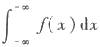 ∫_{-∞}^{-∞} f(x) dx